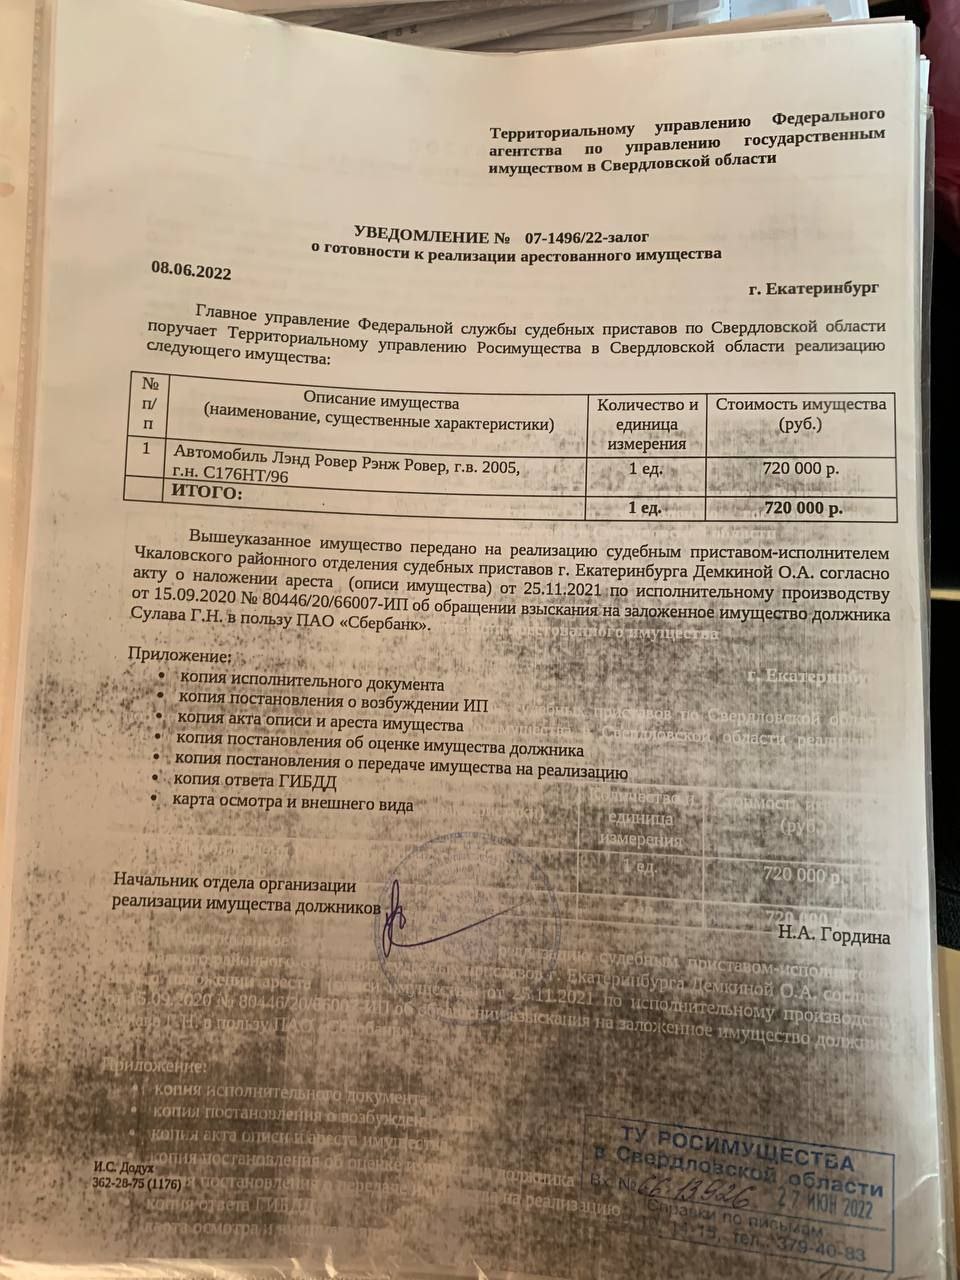 Территориальному управлению Федерального
агентства по управлению государственным
имуществом в Свердловской области
УВЕДОМЛЕНИЕ № 07-1496/22-залог
о готовности к реализации арестованного имущества
08.06.2022
г. Екатеринбург
Главное управление Федеральной службы судебных приставов по Свердловской области
поручает Территориальному управлению Росимущества в Свердловской области реализацию
следующего имущества:
№ п/п
Описание имущества
(наименование, существенные характеристики)
Количество и
единица
измерения
Стоимость имущества
(руб.)
1
Автомобиль Лэнд Ровер Рэнж Ровер, г.в. 2005,
г.н. С176НТ/96
1 ед.
720 000 р.
ИТОГО:
1 ед.
720 000 р.
Вышеуказанное имущество передано на реализацию судебным приставом-исполнителем
Чкаловского районного отделения судебных приставов г. Екатеринбурга Демкиной О.А. согласно
акту о наложении ареста (описи имущества) от 25.11.2021 по исполнительному производству
от 15.09.2020 № 80446/20/66007-ИП об обращении взыскания на заложенное имущество должника
Сулава Г.Н. в пользу ПАО «Сбербанк».
Приложение:
• копия исполнительного документа
• копия постановления о возбуждении ИП
• копия акта описи и ареста имущества
• копия постановления об оценке имущества должника
• копия постановления о передаче имущества на реализацию
• копия ответа ГИБДД
• карта осмотра и внешнего вида
Начальник отдела организации
реализации имущества должников
Н.А. Гордина
И.С. Додух
362-28-75 (1176)
ТУ РОСИМУЩЕСТВА
в Свердловской области
Вх № 66-13926 27 ИЮН 2022
Справки по письмам
тел.: 379-40-83